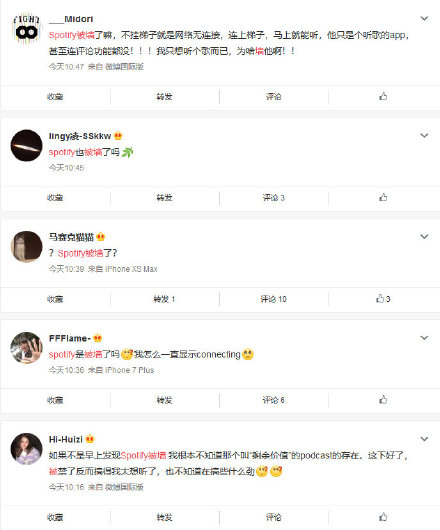 ___Midori
Spotify被墙了嘛，不挂梯子就是网络无连接，连上梯子，马上就能听，他只是个听歌的app，
甚至连评论功能都没！！！我只想听个歌而已，为啥墙他啊！！
今天10:47 来自 微博国际版
收藏 转发 评论
lingy凌-SSkkw
spotify也被墙了吗
今天10:45
收藏 转发 评论 3
马赛克猫猫
？Spotify被墙了？
今天10:39 来自 iPhone XS Max
收藏 转发 1 评论 10 3
FFFlame-
spotify是被墙了吗 我怎么一直显示connecting
今天10:36 来自 iPhone 7 Plus
收藏 转发 评论 6
Hi-Huizi
如果不是早上发现Spotify被墙 我根本不知道那个叫“剩余价值”的podcast的存在。这下好了，
被禁了反而搞得我太想听了，也不知道在搞些什么劲
今天10:16 来自 微博国际版
收藏 转发 评论